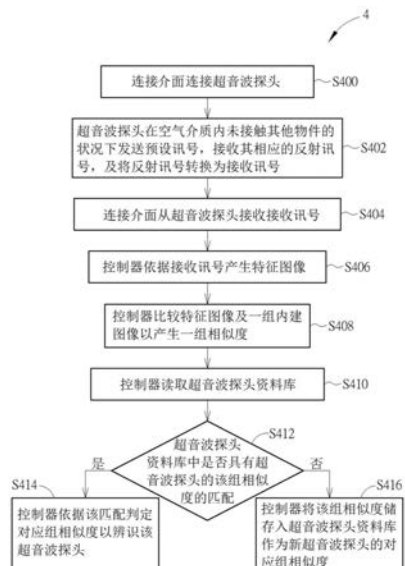 4
连接介面连接超音波探头
S400
超音波探头在空气介质内未接触其他物件的
状况下发送预设讯号，接收其相应的反射讯
号，及将反射讯号转换为接收讯号
S402
连接介面从超音波探头接收接收讯号
S404
控制器依据接收讯号产生特征图像
S406
控制器比较特征图像及一组内建
图像以产生一组相似度
S408
控制器读取超音波探头资料库
S410
超音波探头
资料库中是否具有超
音波探头的该组相似
度的匹配
S412
是
否
S414
控制器依据该匹配判定
对应组相似度以辨识该
超音波探头
S416
控制器将该组相似度储
存入超音波探头资料库
作为新超音波探头的对
应组相似度